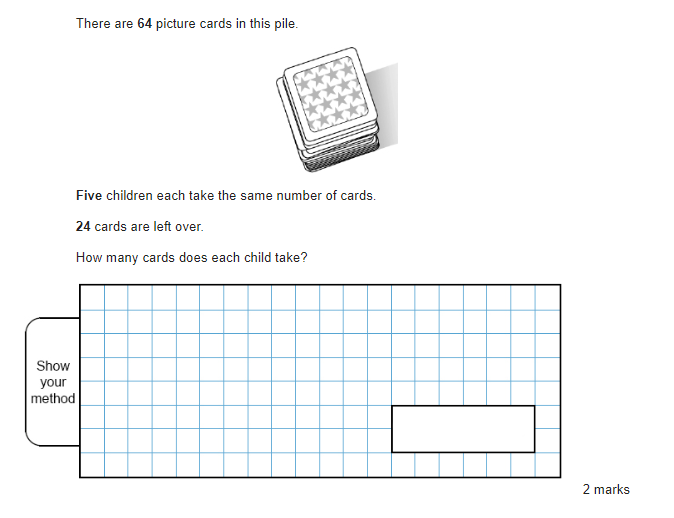 There are 64 picture cards in this pile.
Five children each take the same number of cards.
24 cards are left over.
How many cards does each child take?
Show
your
method
2 marks